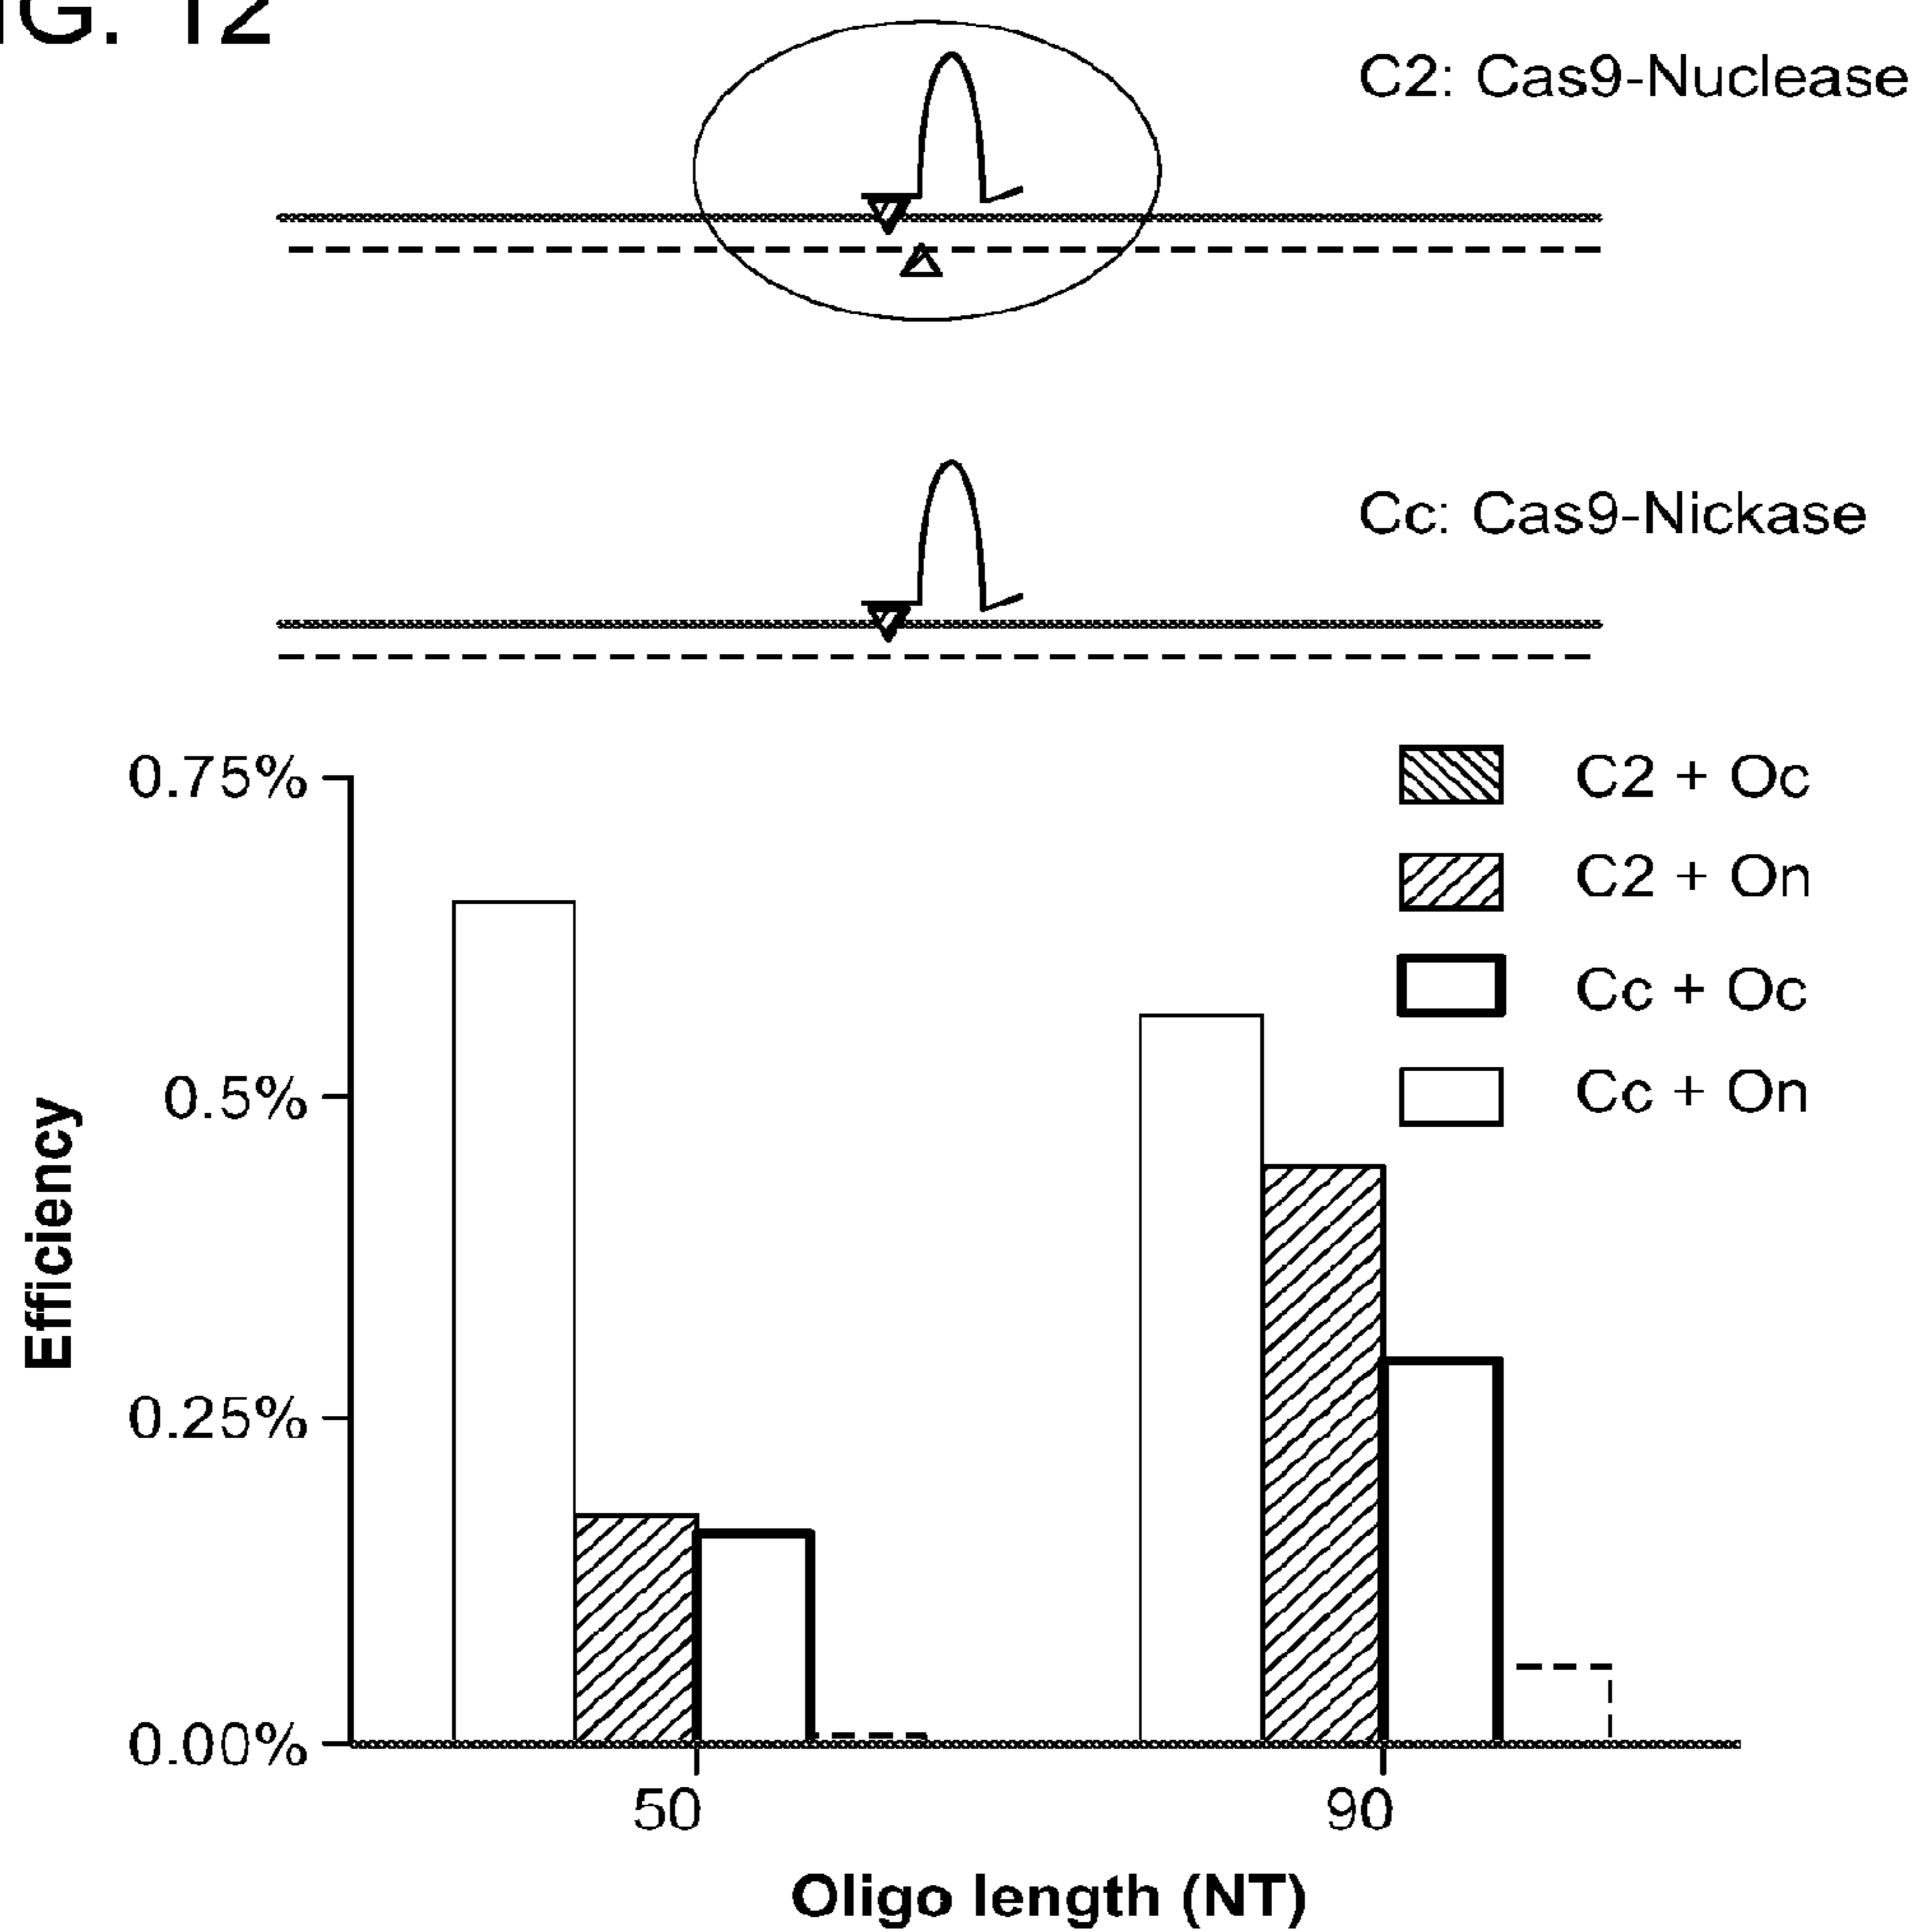 G. 12
C2: Cas9-Nuclease
Cc: Cas9-Nickase
0.75%
0.5%
0.25%
0.00%
Efficiency
C2 + Oc
C2 + On
Cc + Oc
Cc + On
50
90
Oligo length (NT)